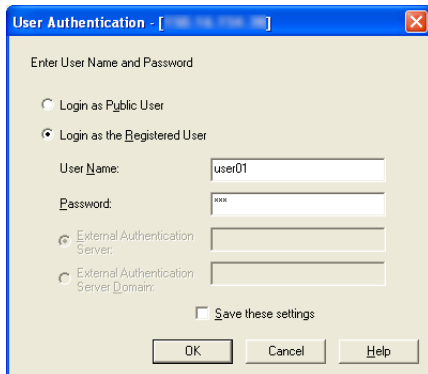 User Authentication - [ ]
Enter User Name and Password
Login as Public User
Login as the Registered User
User Name:
user01
Password:
***
External Authentication
Server:
External Authentication
Server Domain:
Save these settings
OK
Cancel
Help